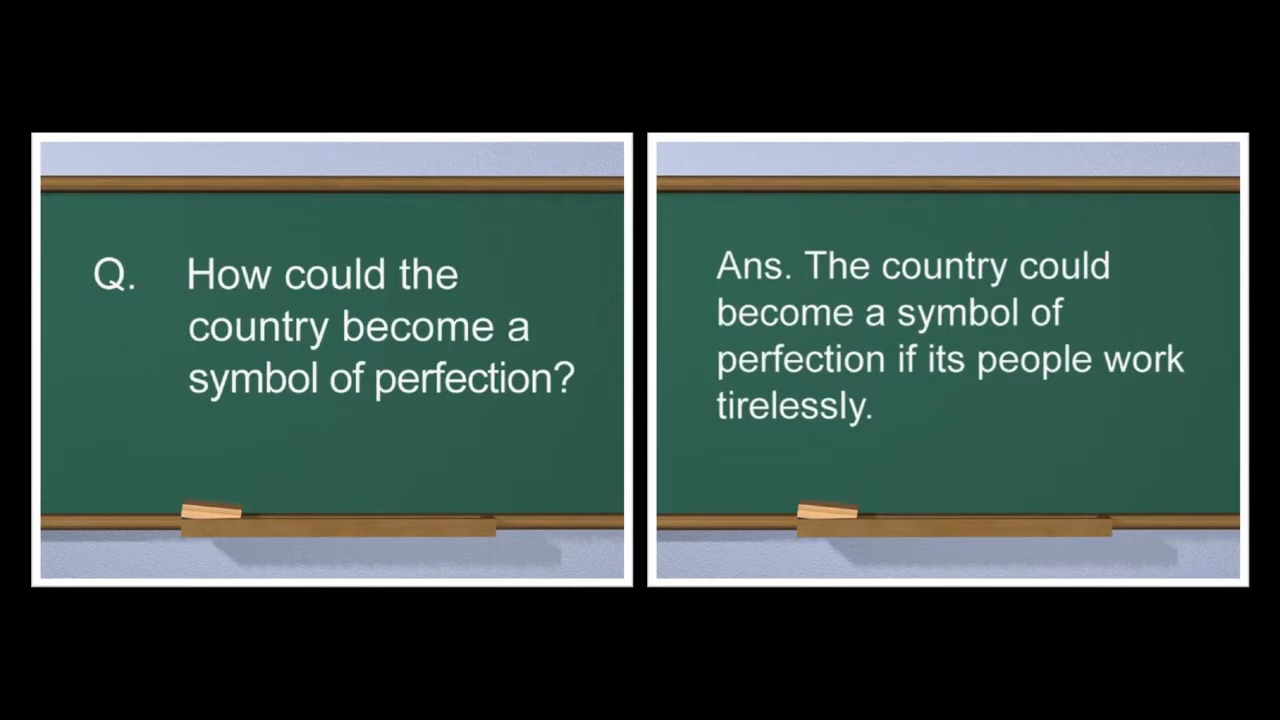 Q. How could the
country become a
symbol of perfection?
Ans. The country could
become a symbol of
perfection if its people work
tirelessly.